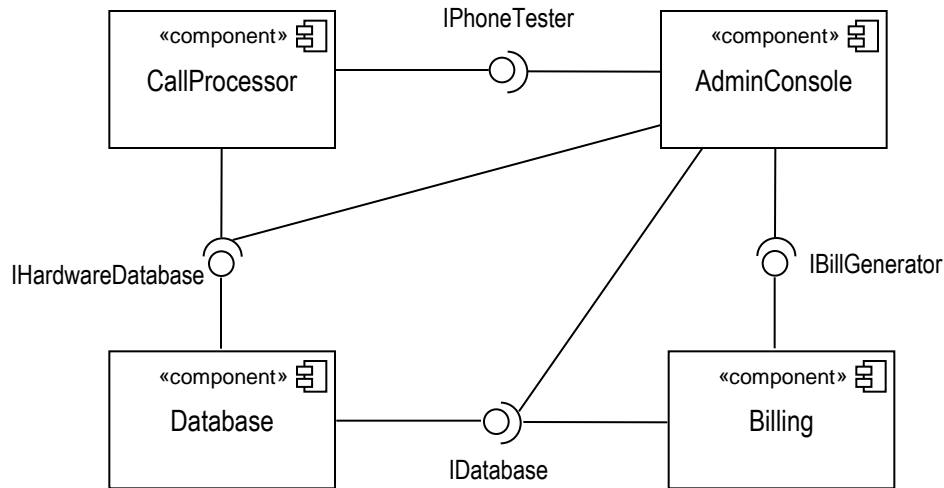 IPhoneTester
«component»
CallProcessor
«component»
AdminConsole
IHardwareDatabase
IBillGenerator
«component»
Database
«component»
Billing
IDatabase